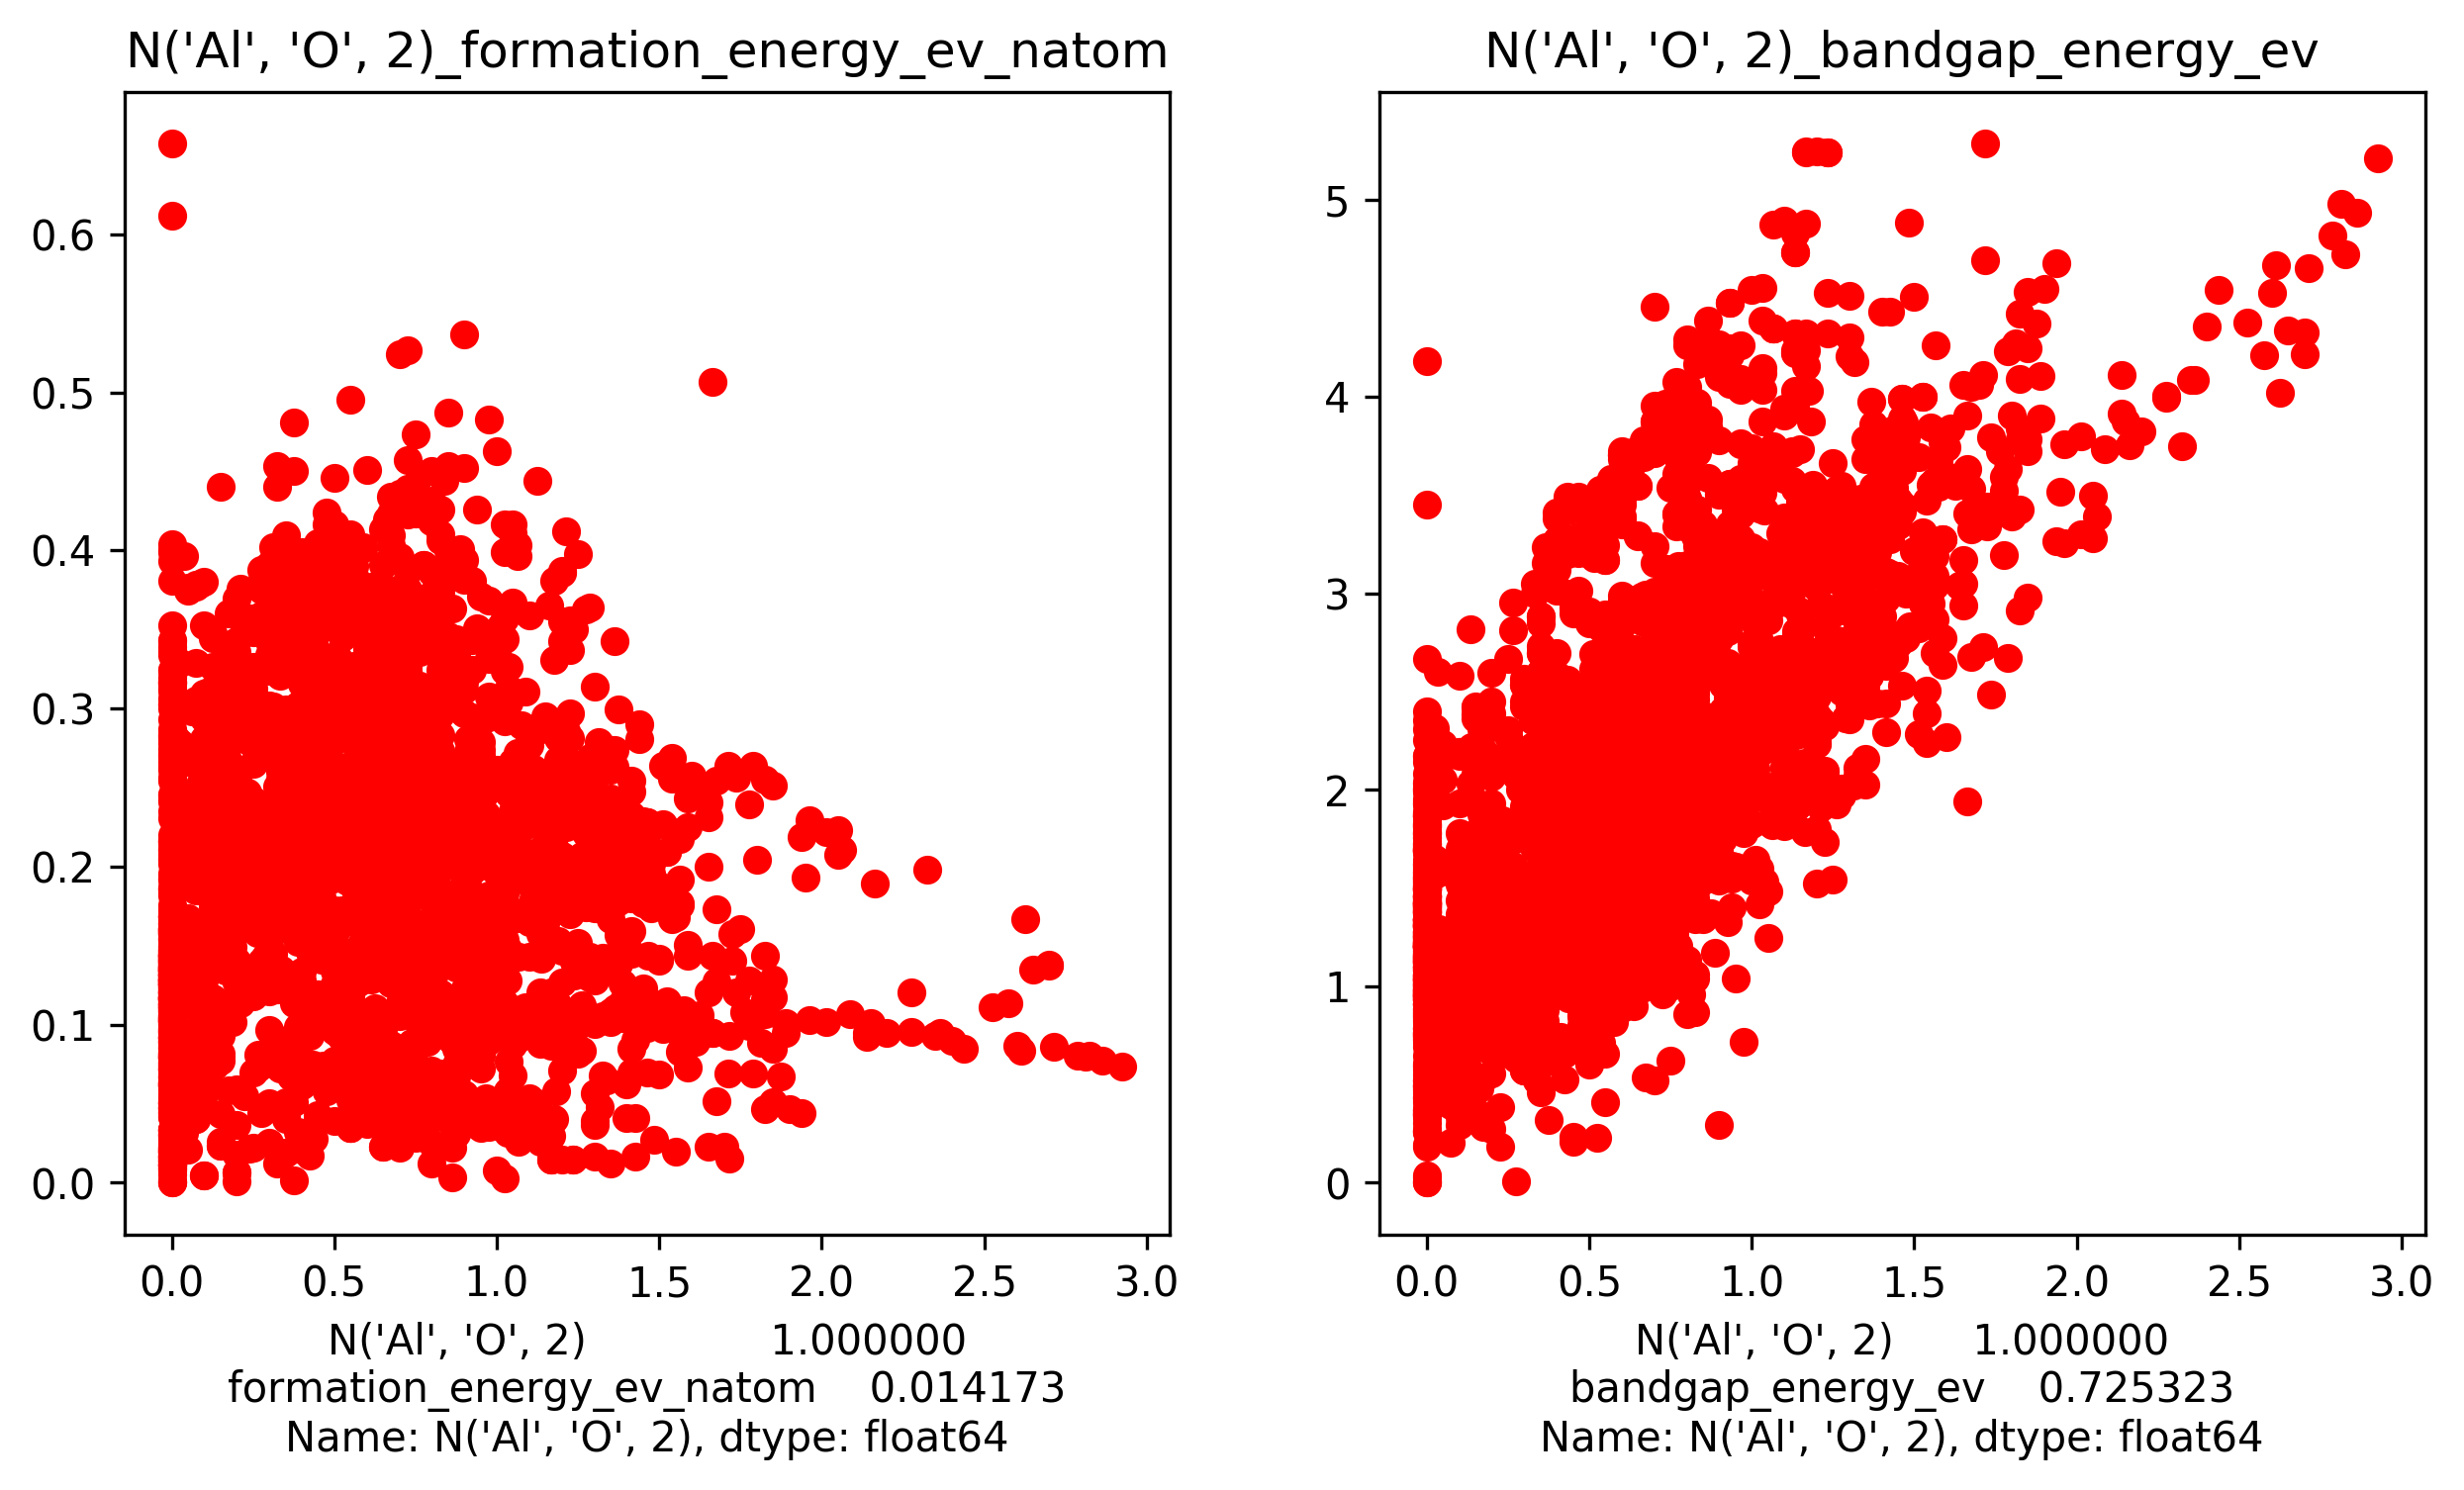 N('Al', 'O', 2)_formation_energy_ev_natom
0.6
0.5
0.4
0.3
0.2
0.1
0.0
0.0 0.5 1.0 1.5 2.0 2.5 3.0
N('Al', 'O', 2) 1.000000
formation_energy_ev_natom 0.014173
Name: N('Al', 'O', 2), dtype: float64
N('Al', 'O', 2)_bandgap_energy_ev
5
4
3
2
1
0
0.0 0.5 1.0 1.5 2.0 2.5 3.0
N('Al', 'O', 2) 1.000000
bandgap_energy_ev 0.725323
Name: N('Al', 'O', 2), dtype: float64